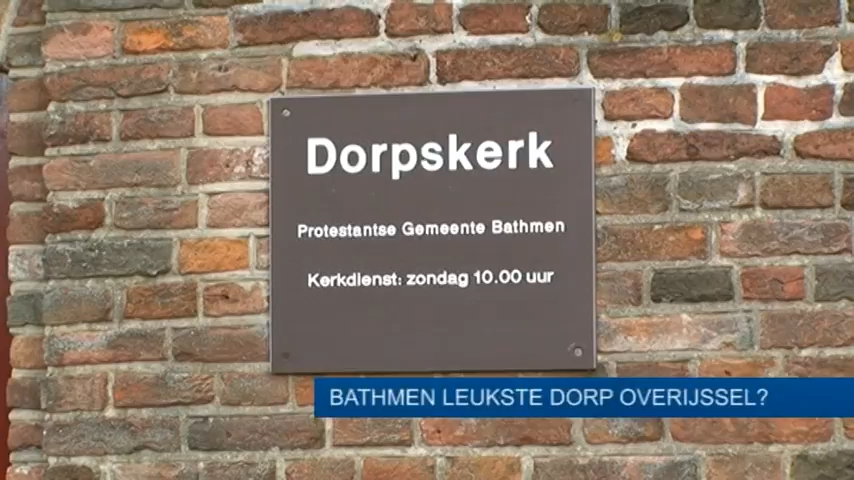 Dorpskerk
Protestantse Gemeente Bathmen
Kerkdienst: zondag 10.00 uur
BATHMEN LEUKSTE DORP OVERIJSSEL?